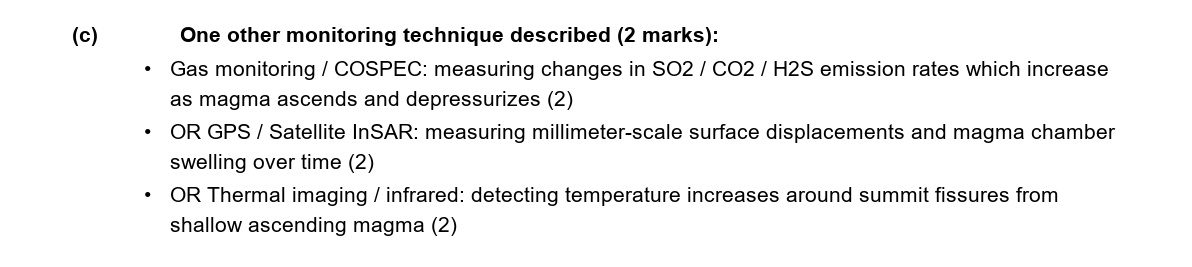 (c) One other monitoring technique described (2 marks):
• Gas monitoring / COSPEC: measuring changes in SO2 / CO2 / H2S emission rates which increase
as magma ascends and depressurizes (2)
• OR GPS / Satellite InSAR: measuring millimeter-scale surface displacements and magma chamber
swelling over time (2)
• OR Thermal imaging / infrared: detecting temperature increases around summit fissures from
shallow ascending magma (2)